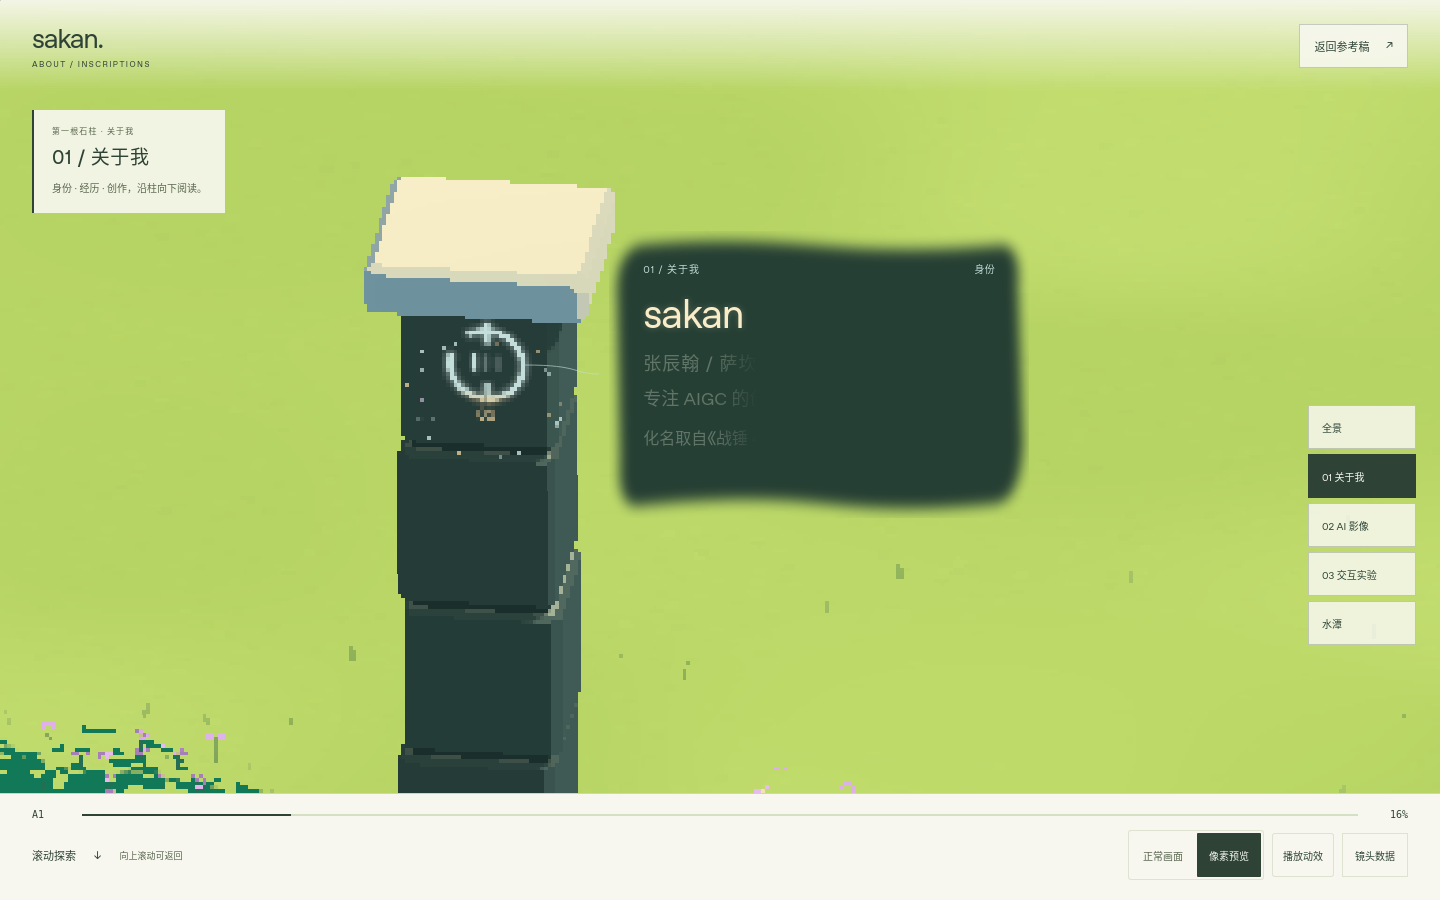 sakan.
ABOUT / INSCRIPTIONS
返回参考稿
第一根石柱 · 关于我
01 / 关于我
身份 · 经历 · 创作，沿柱向下阅读。
01 / 关于我
身份
sakan
张辰翰 / 萨坎
专注 AIGC 的
化名取自《战锤
全景
01 关于我
02 AI 影像
03 交互实验
水潭
A1
16%
滚动探索
向上滚动可返回
正常画面
像素预览
播放动效
镜头数据